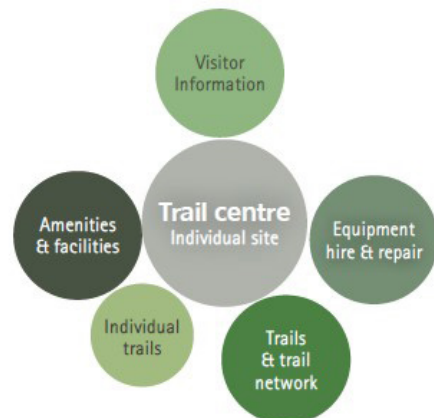 Visitor
Information
Trail centre
Individual site
Amenities
& facilities
Equipment
hire & repair
Individual
trails
Trails
& trail
network